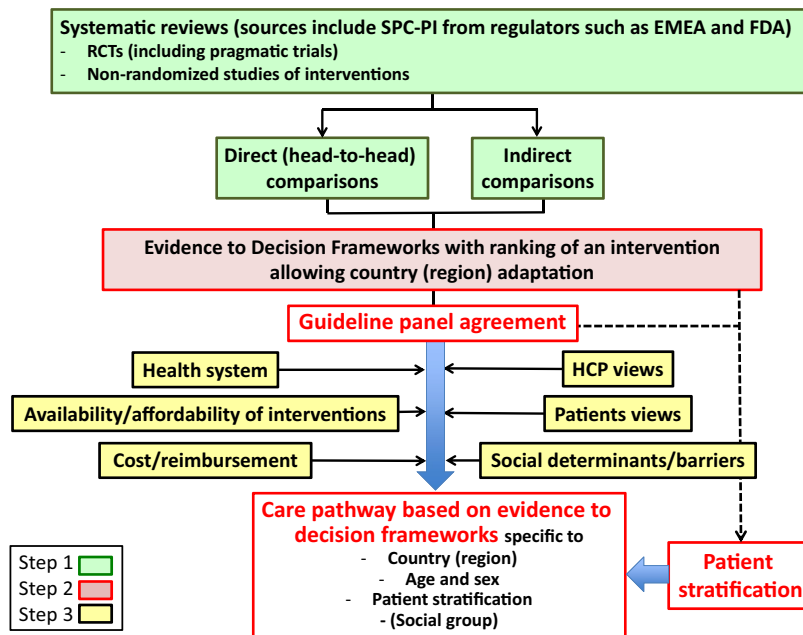 Systematic reviews (sources include SPC-PI from regulators such as EMEA and FDA)
- RCTs (including pragmatic trials)
- Non-randomized studies of interventions
Direct (head-to-head)
comparisons
Indirect
comparisons
Evidence to Decision Frameworks with ranking of an intervention
allowing country (region) adaptation
Guideline panel agreement
Health system
HCP views
Availability/affordability of interventions
Patients views
Cost/reimbursement
Social determinants/barriers
Care pathway based on evidence to
decision frameworks specific to
- Country (region)
- Age and sex
- Patient stratification
- (Social group)
Patient
stratification
Step 1
Step 2
Step 3